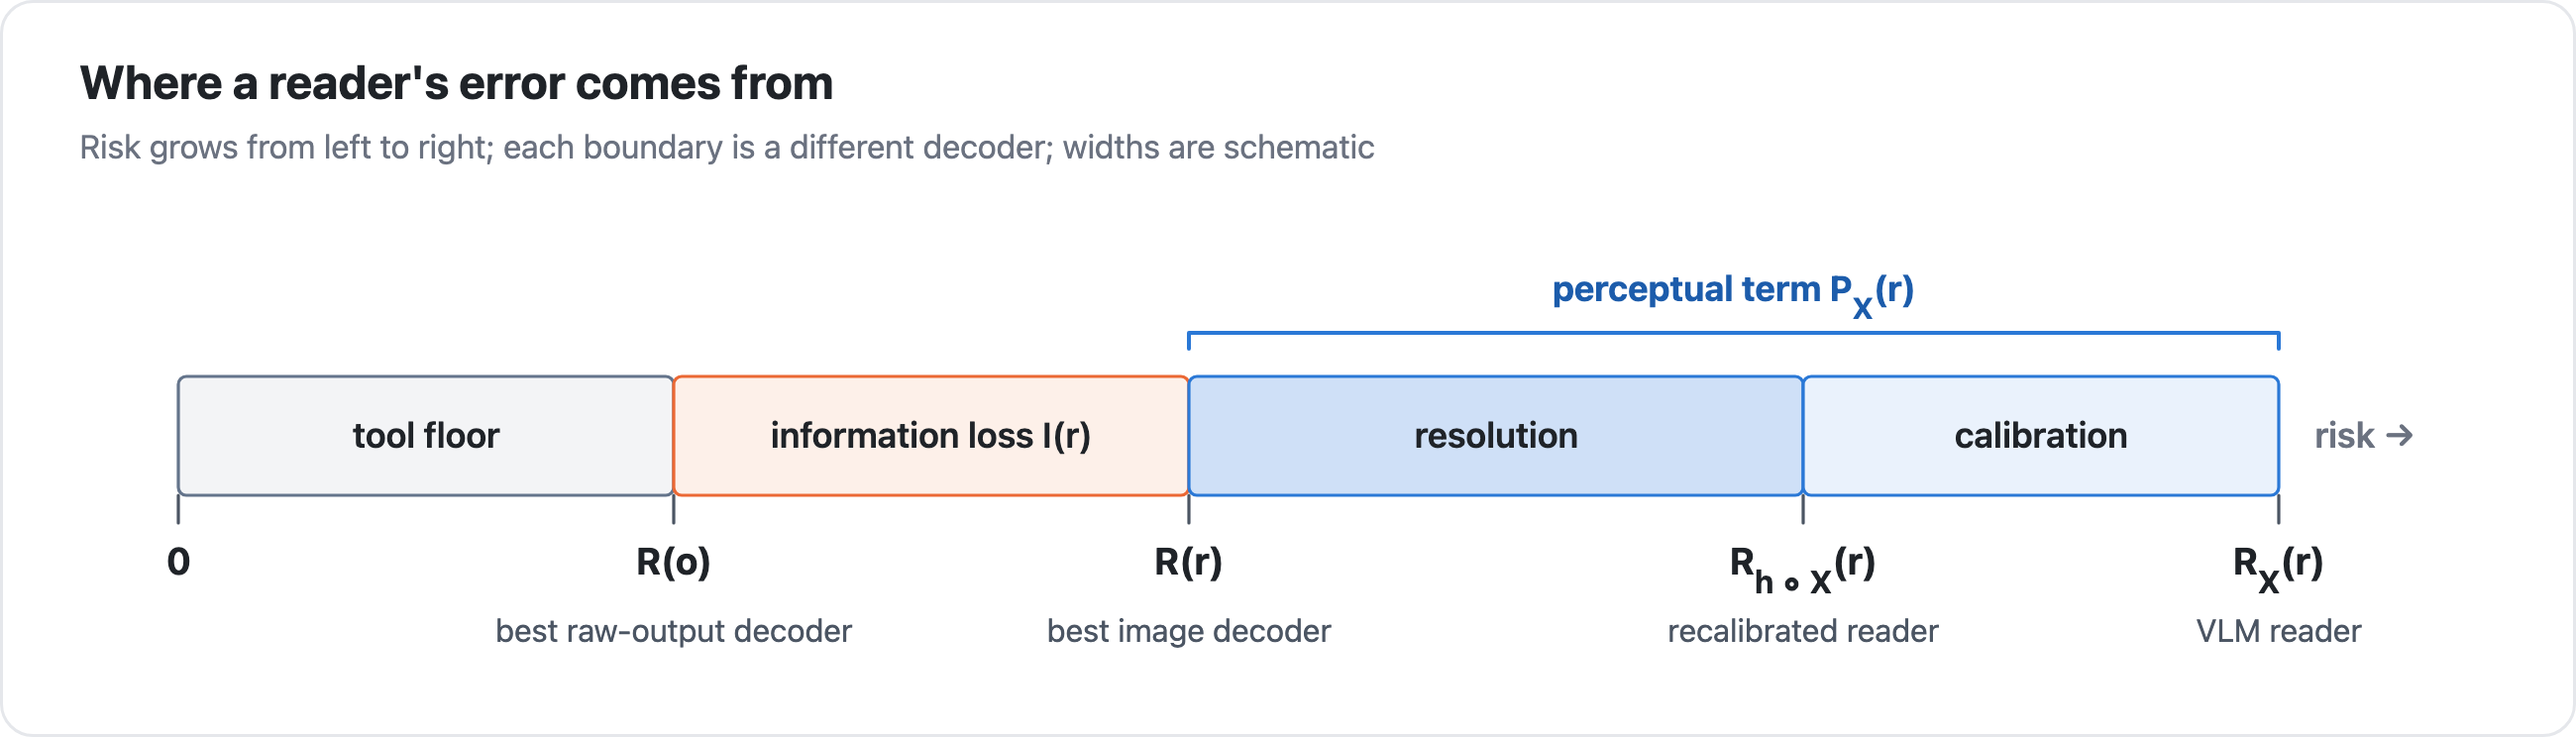 Where a reader's error comes from
Risk grows from left to right; each boundary is a different decoder; widths are schematic
perceptual term P_X(r)
tool floor
information loss I(r)
resolution
calibration
risk →
0
R(o)
R(r)
R_h∘X(r)
R_X(r)
best raw-output decoder
best image decoder
recalibrated reader
VLM reader